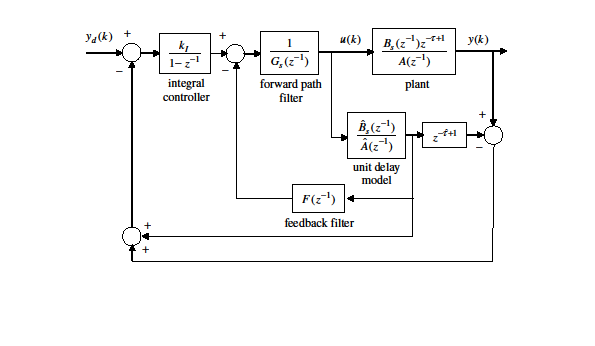 y_d(k) +
−
k_I
1− z^{-1}
integral
controller
+
−
1
G_s(z^{-1})
forward path
filter
u(k)
B_s(z^{-1})z^{-τ+1}
A(z^{-1})
plant
y(k)
B̂_s(z^{-1})
Â(z^{-1})
unit delay
model
z^{-τ̂+1}
+
−
F(z^{-1})
feedback filter
+
+